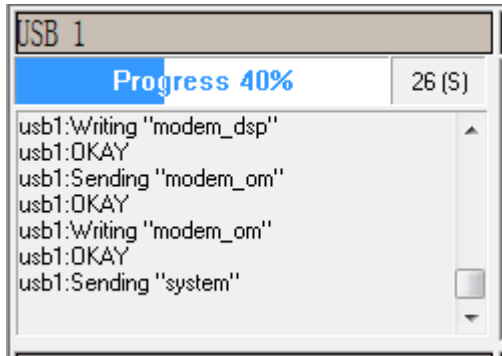 USB 1
Progress 40%
26 (S)
usb1:Writing "modem_dsp"
usb1:OKAY
usb1:Sending "modem_om"
usb1:OKAY
usb1:Writing "modem_om"
usb1:OKAY
usb1:Sending "system"